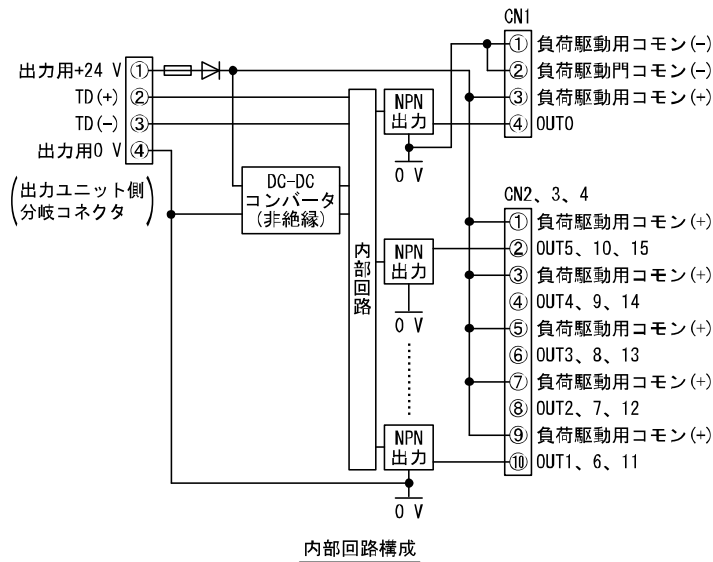 CN1
① 負荷駆動用コモン(-)
② 負荷駆動門コモン(-)
③ 負荷駆動用コモン(+)
④ OUT0
出力用+24 V ①
TD(+) ②
TD(-) ③
出力用0 V ④
(出力ユニット側
分岐コネクタ)
DC-DC
コンバータ
(非絶縁)
内部回路
NPN
出力
0 V
NPN
出力
0 V
NPN
出力
0 V
CN2、3、4
① 負荷駆動用コモン(+)
② OUT5、10、15
③ 負荷駆動用コモン(+)
④ OUT4、9、14
⑤ 負荷駆動用コモン(+)
⑥ OUT3、8、13
⑦ 負荷駆動用コモン(+)
⑧ OUT2、7、12
⑨ 負荷駆動用コモン(+)
⑩ OUT1、6、11
内部回路構成